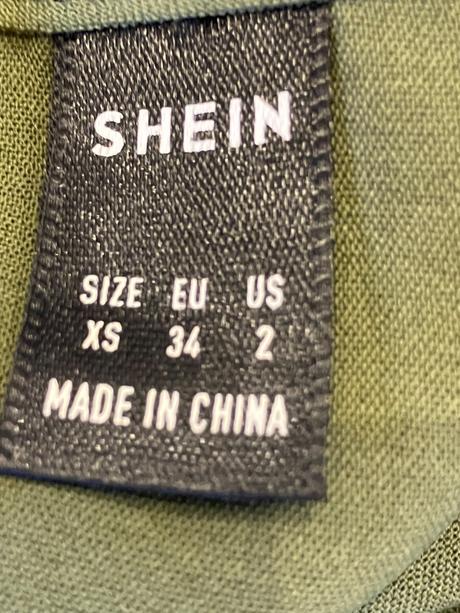 SHEIN
SIZE EU US
XS 34 2
MADE IN CHINA